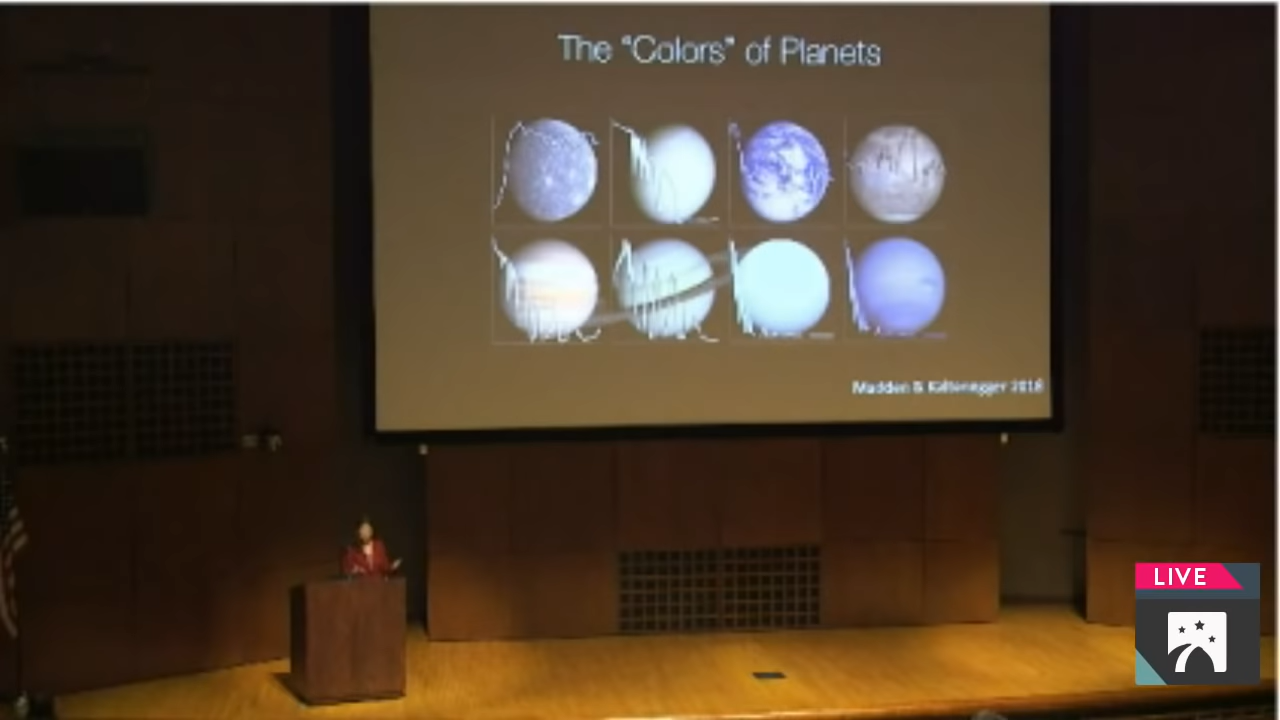 The “Colors” of Planets
Madden & Kaltenegger 2018
LIVE